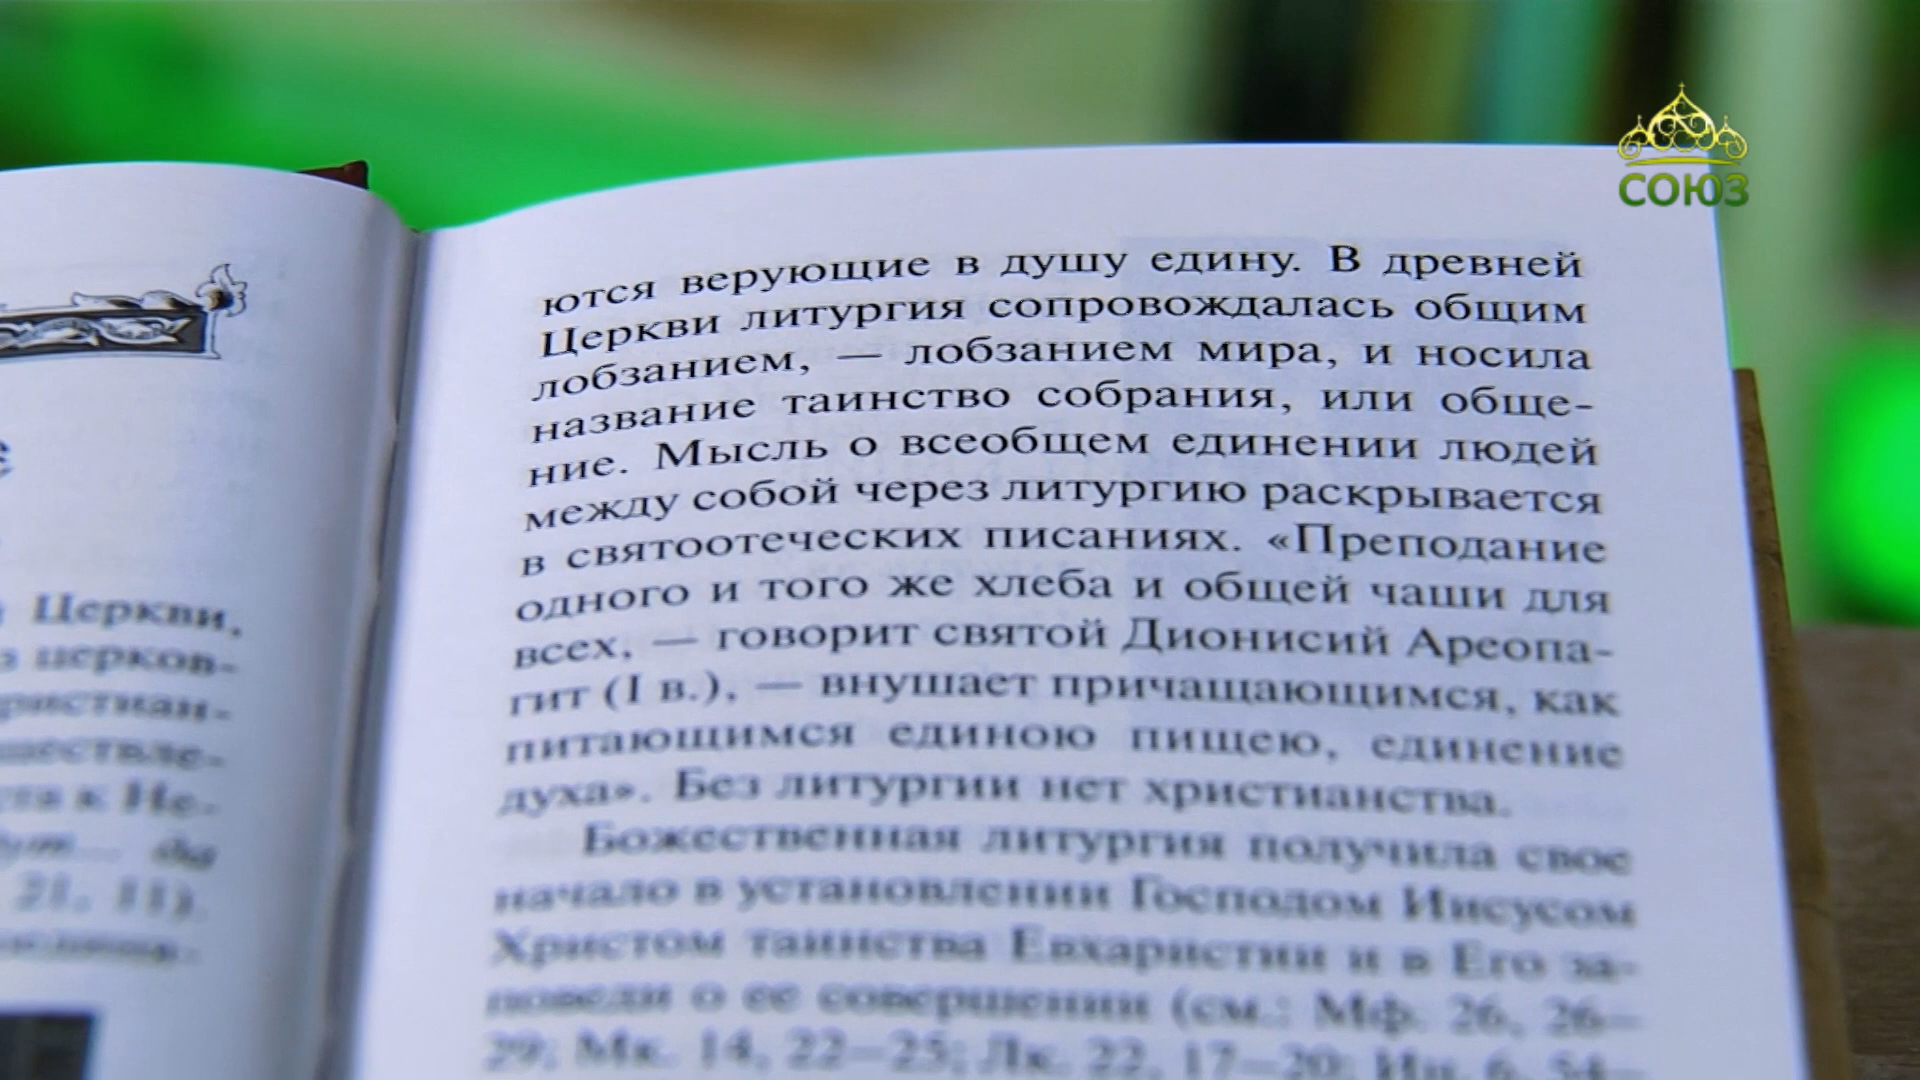 СОЮЗ
Церкви,
церков-
21, 11).
ются верующие в душу едину. В древней
Церкви литургия сопровождалась общим
лобзанием, — лобзанием мира, и носила
название таинство собрания, или обще-
ние. Мысль о всеобщем единении людей
между собой через литургию раскрывается
в святоотеческих писаниях. «Преподание
одного и того же хлеба и общей чаши для
всех, — говорит святой Дионисий Ареопа-
гит (I в.), — внушает причащающимся, как
питающимся единою пищею, единение
духа». Без литургии нет христианства.
Божественная литургия получила свое
начало в установлении Господом Иисусом
Христом таинства Евхаристии и в Его за-
поведи о ее совершении (см.: Мф. 26, 26–
29; Мк. 14, 22–25; Лк. 22, 17–20; Ин. 6, 54–